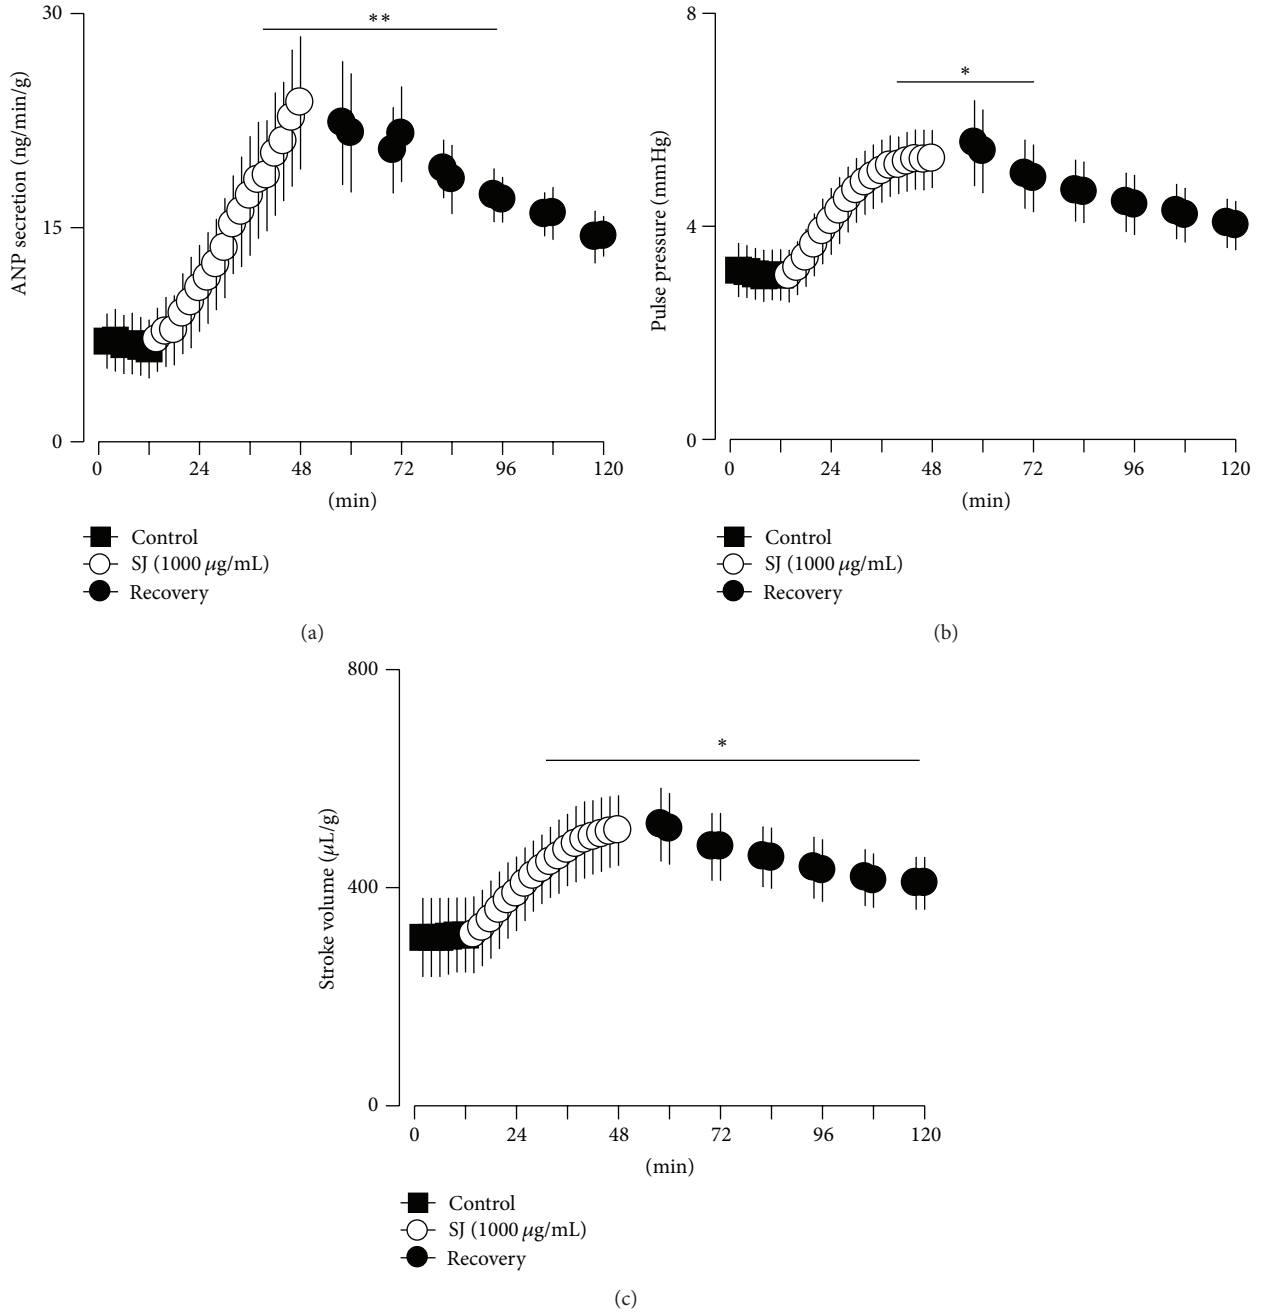 30
15
0
ANP secretion (ng/min/g)
**
0 24 48 72 96 120
(min)
Control
SJ (1000 μg/mL)
Recovery
(a)
8
4
0
Pulse pressure (mmHg)
*
0 24 48 72 96 120
(min)
Control
SJ (1000 μg/mL)
Recovery
(b)
800
400
0
Stroke volume (μL/g)
*
0 24 48 72 96 120
(min)
Control
SJ (1000 μg/mL)
Recovery
(c)